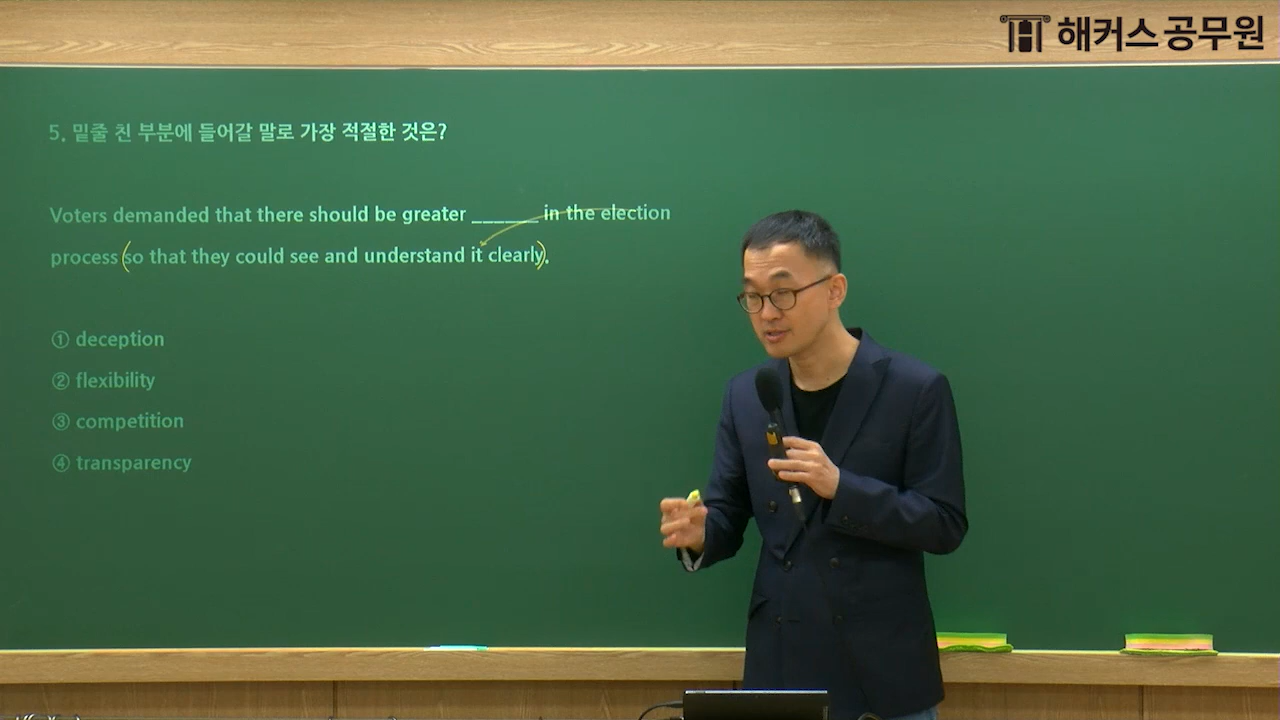 해커스공무원
5. 밑줄 친 부분에 들어갈 말로 가장 적절한 것은?
Voters demanded that there should be greater ______ in the election
process (so that they could see and understand it clearly).
① deception
② flexibility
③ competition
④ transparency